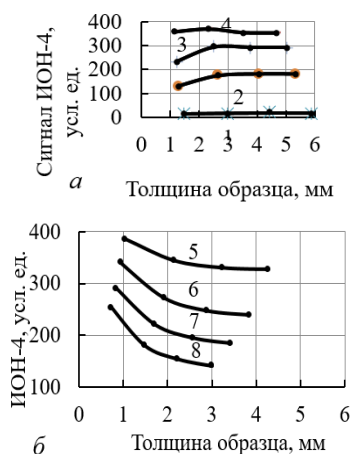 Сигнал ИОН-4,
усл. ед.
400
300
200
100
0
4
3
2
1
0 1 2 3 4 5 6
а
Толщина образца, мм
ИОН-4, усл. ед.
400
300
200
100
5
6
7
8
0 1 2 3 4 5 6
б
Толщина образца, мм